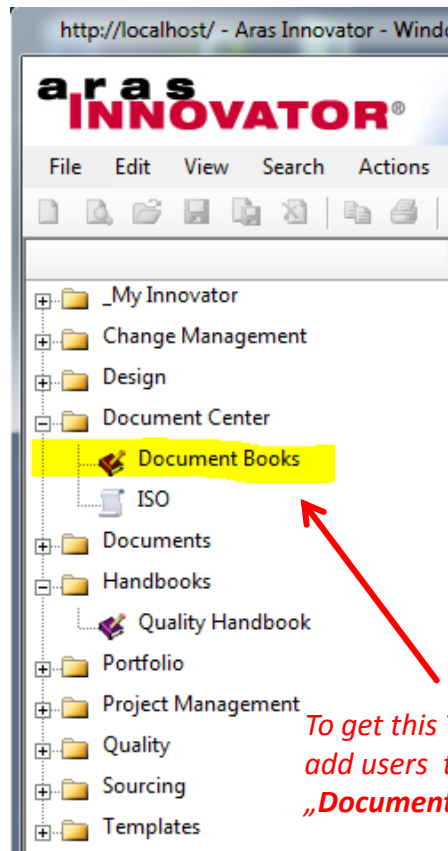 http://localhost/ - Aras Innovator - Windo
aras
INNOVATOR®
File Edit View Search Actions
_My Innovator
Change Management
Design
Document Center
Document Books
ISO
Documents
Handbooks
Quality Handbook
Portfolio
Project Management
Quality
Sourcing
Templates
To get this
add users t
„Document